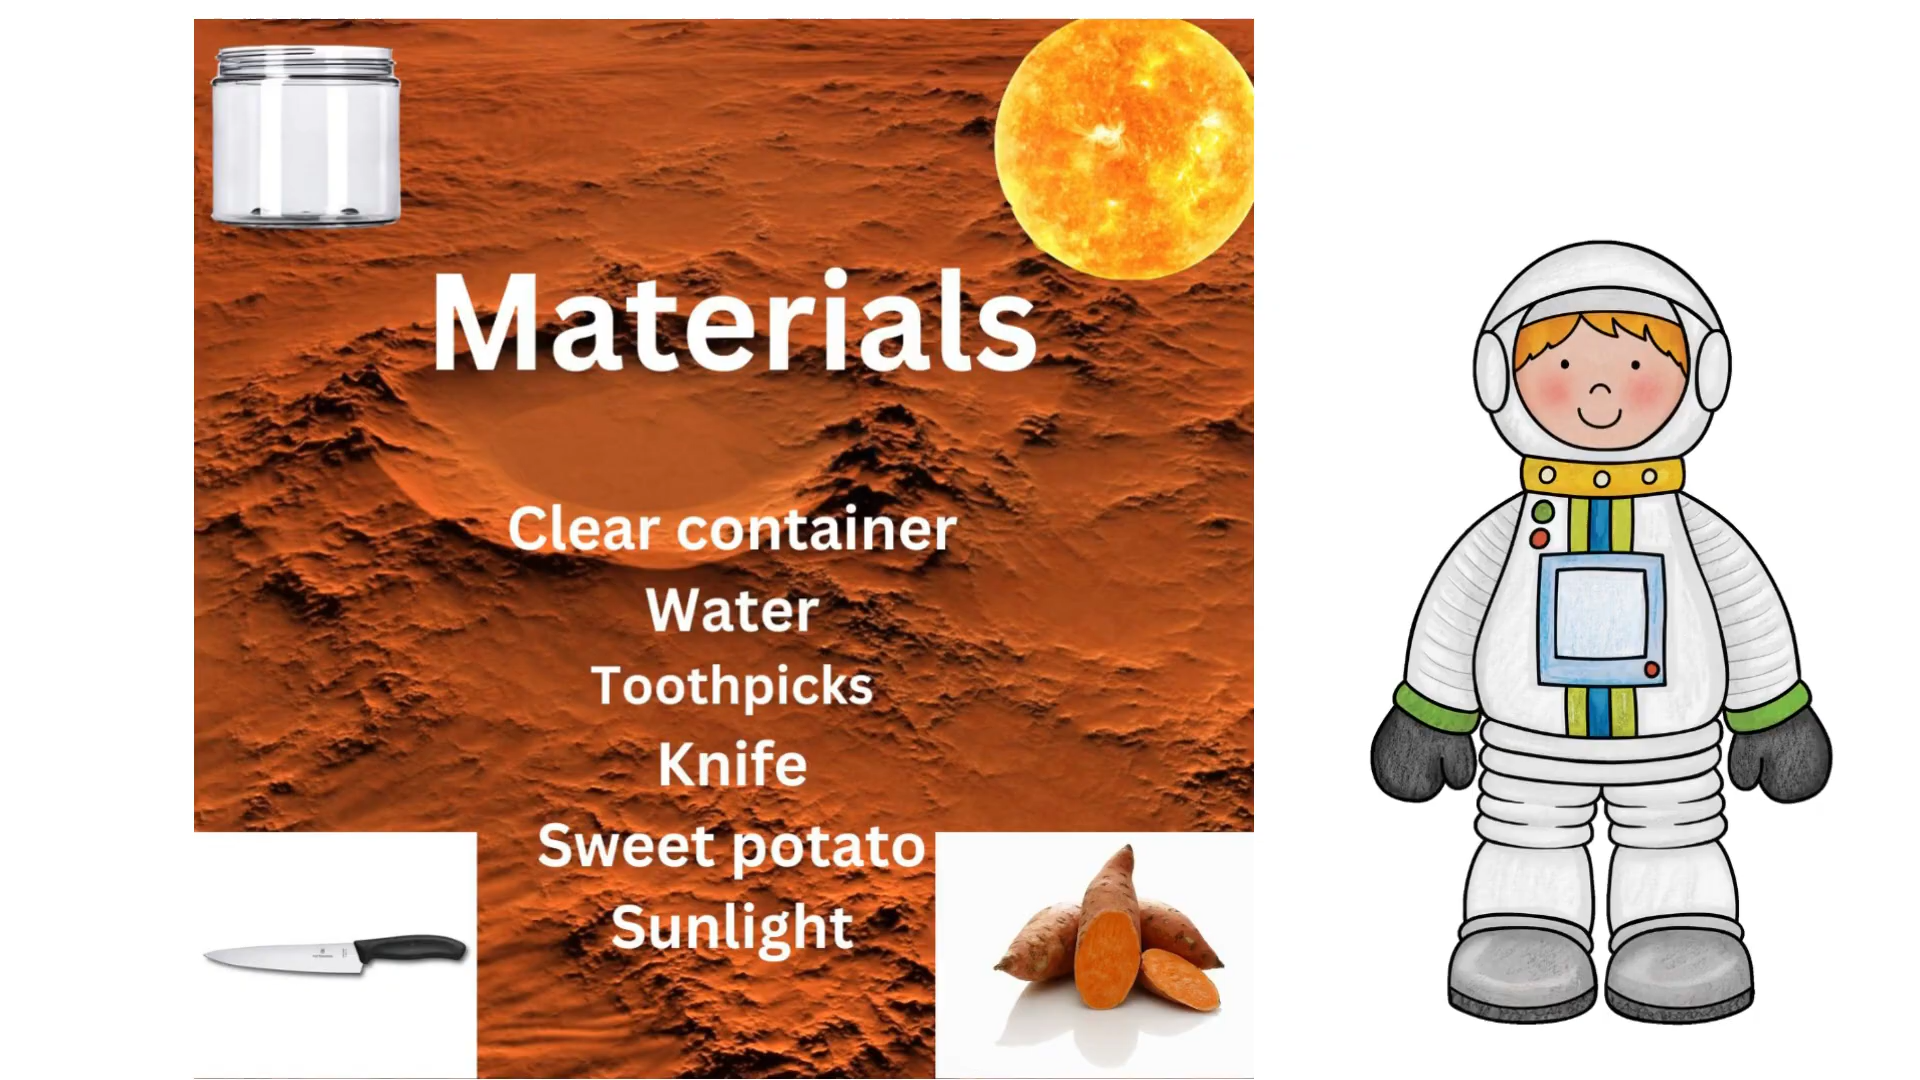 Materials
Clear container
Water
Toothpicks
Knife
Sweet potato
Sunlight